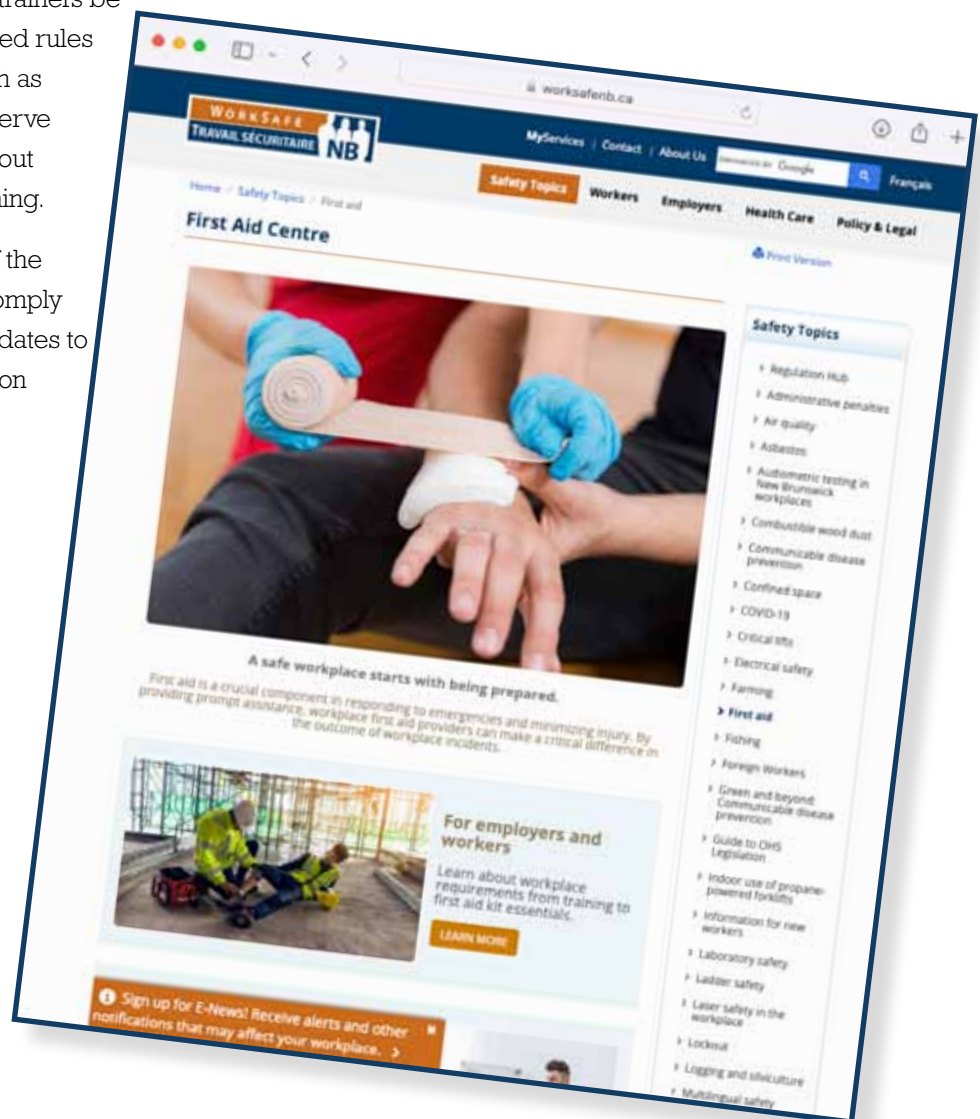 trainers be
ed rules
n as
erve
out
ning.
f the
omply
dates to
on
worksafenb.ca
WORKSAFE
TRAVAIL SÉCURITAIRE NB
MyServices | Contact | About Us
Google
Français
Safety Topics Workers Employers Health Care Policy & Legal
Home / Safety Topics / First aid
Print Version
First Aid Centre
A safe workplace starts with being prepared.
First aid is a crucial component in responding to emergencies and minimizing injury. By
providing prompt assistance, workplace first aid providers can make a critical difference in
the outcome of workplace incidents.
For employers and
workers
Learn about workplace
requirements from training to
first aid kit essentials.
LEARN MORE
Sign up for E-News! Receive alerts and other
notifications that may affect your workplace. >
Safety Topics
Regulation Hub
Administrative penalties
Air quality
Asbestos
Audiometric testing in
New Brunswick
workplaces
Combustible wood dust
Communicable disease
prevention
Confined space
COVID-19
Critical lifts
Electrical safety
Farming
First aid
Fishing
Foreign Workers
Green and beyond:
Communicable disease
prevention
Guide to OHS
Legislation
Indoor use of propane-
powered forklifts
Information for new
workers
Laboratory safety
Ladder safety
Laser safety in the
workplace
Lockout
Logging and silviculture
Multilingual safety